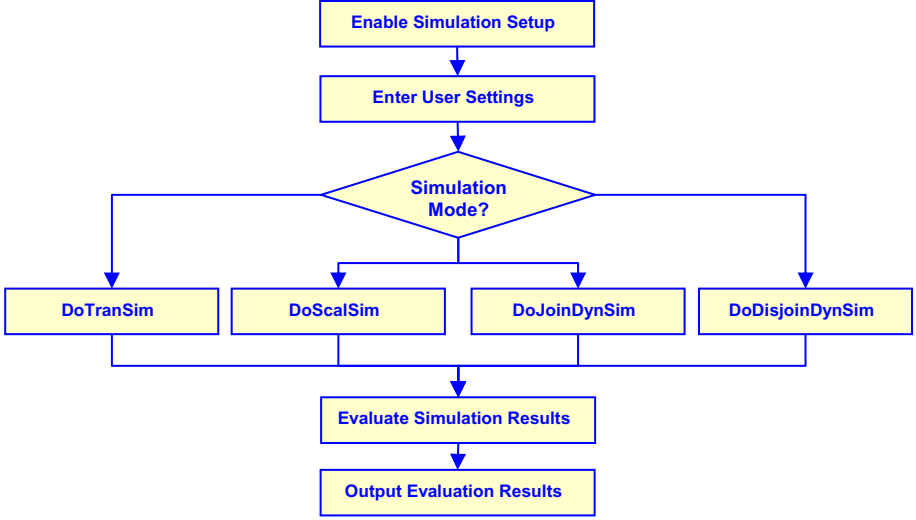 Enable Simulation Setup
Enter User Settings
Simulation
Mode?
DoTranSim
DoScalSim
DoJoinDynSim
DoDisjoinDynSim
Evaluate Simulation Results
Output Evaluation Results